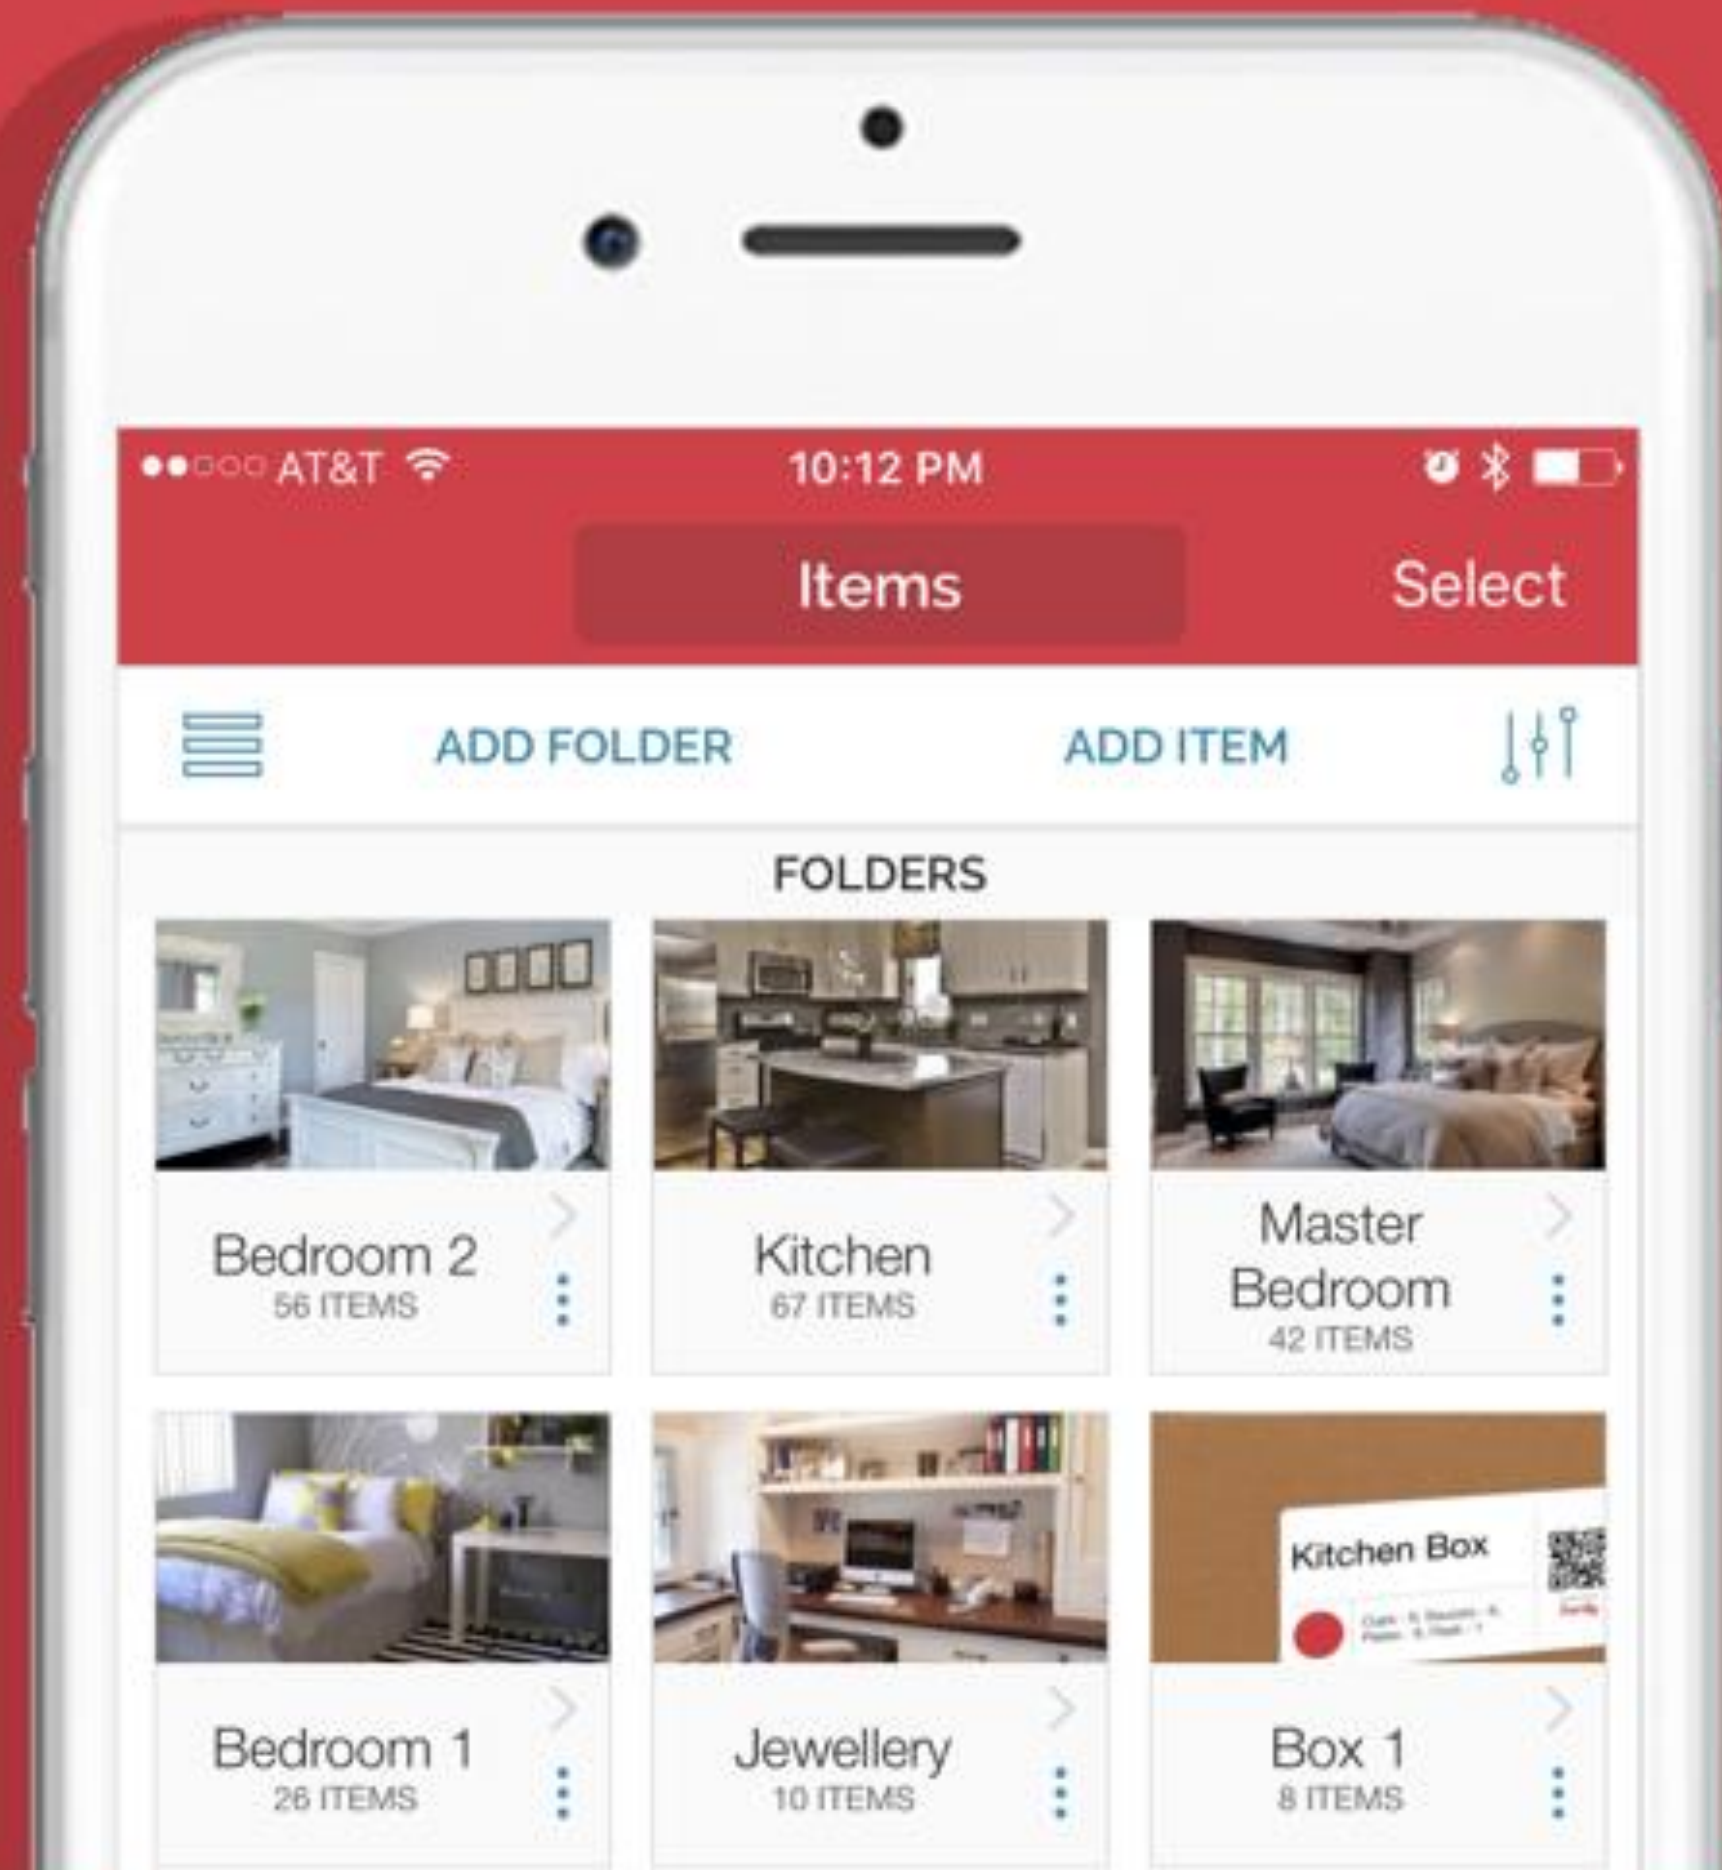 AT&T
10:12 PM
Items
Select
ADD FOLDER
ADD ITEM
FOLDERS
Bedroom 2
56 ITEMS
Kitchen
67 ITEMS
Master
Bedroom
42 ITEMS
Kitchen Box
Bedroom 1
26 ITEMS
Jewellery
10 ITEMS
Box 1
8 ITEMS